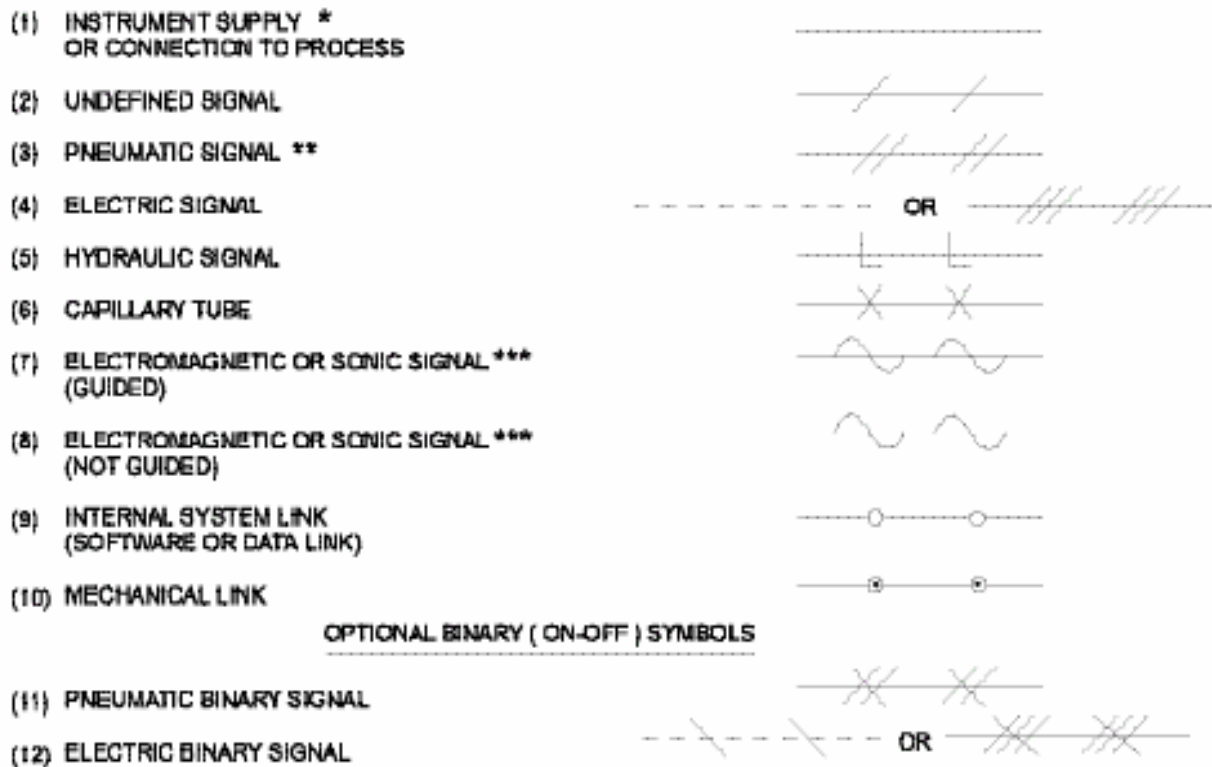 (1) INSTRUMENT SUPPLY *
OR CONNECTION TO PROCESS
(2) UNDEFINED SIGNAL
(3) PNEUMATIC SIGNAL **
(4) ELECTRIC SIGNAL OR
(5) HYDRAULIC SIGNAL
(6) CAPILLARY TUBE
(7) ELECTROMAGNETIC OR SONIC SIGNAL ***
(GUIDED)
(8) ELECTROMAGNETIC OR SONIC SIGNAL ***
(NOT GUIDED)
(9) INTERNAL SYSTEM LINK
(SOFTWARE OR DATA LINK)
(10) MECHANICAL LINK
OPTIONAL BINARY ( ON-OFF ) SYMBOLS
(11) PNEUMATIC BINARY SIGNAL
(12) ELECTRIC BINARY SIGNAL OR